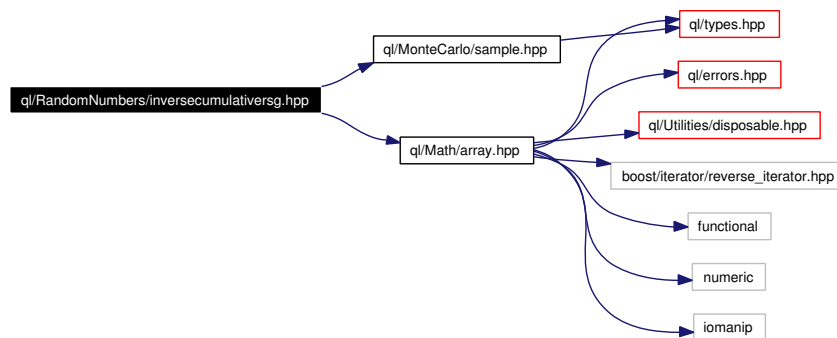 ql/types.hpp
ql/MonteCarlo/sample.hpp
ql/errors.hpp
ql/RandomNumbers/inversecumulativersg.hpp
ql/Utilities/disposable.hpp
ql/Math/array.hpp
boost/iterator/reverse_iterator.hpp
functional
numeric
iomanip